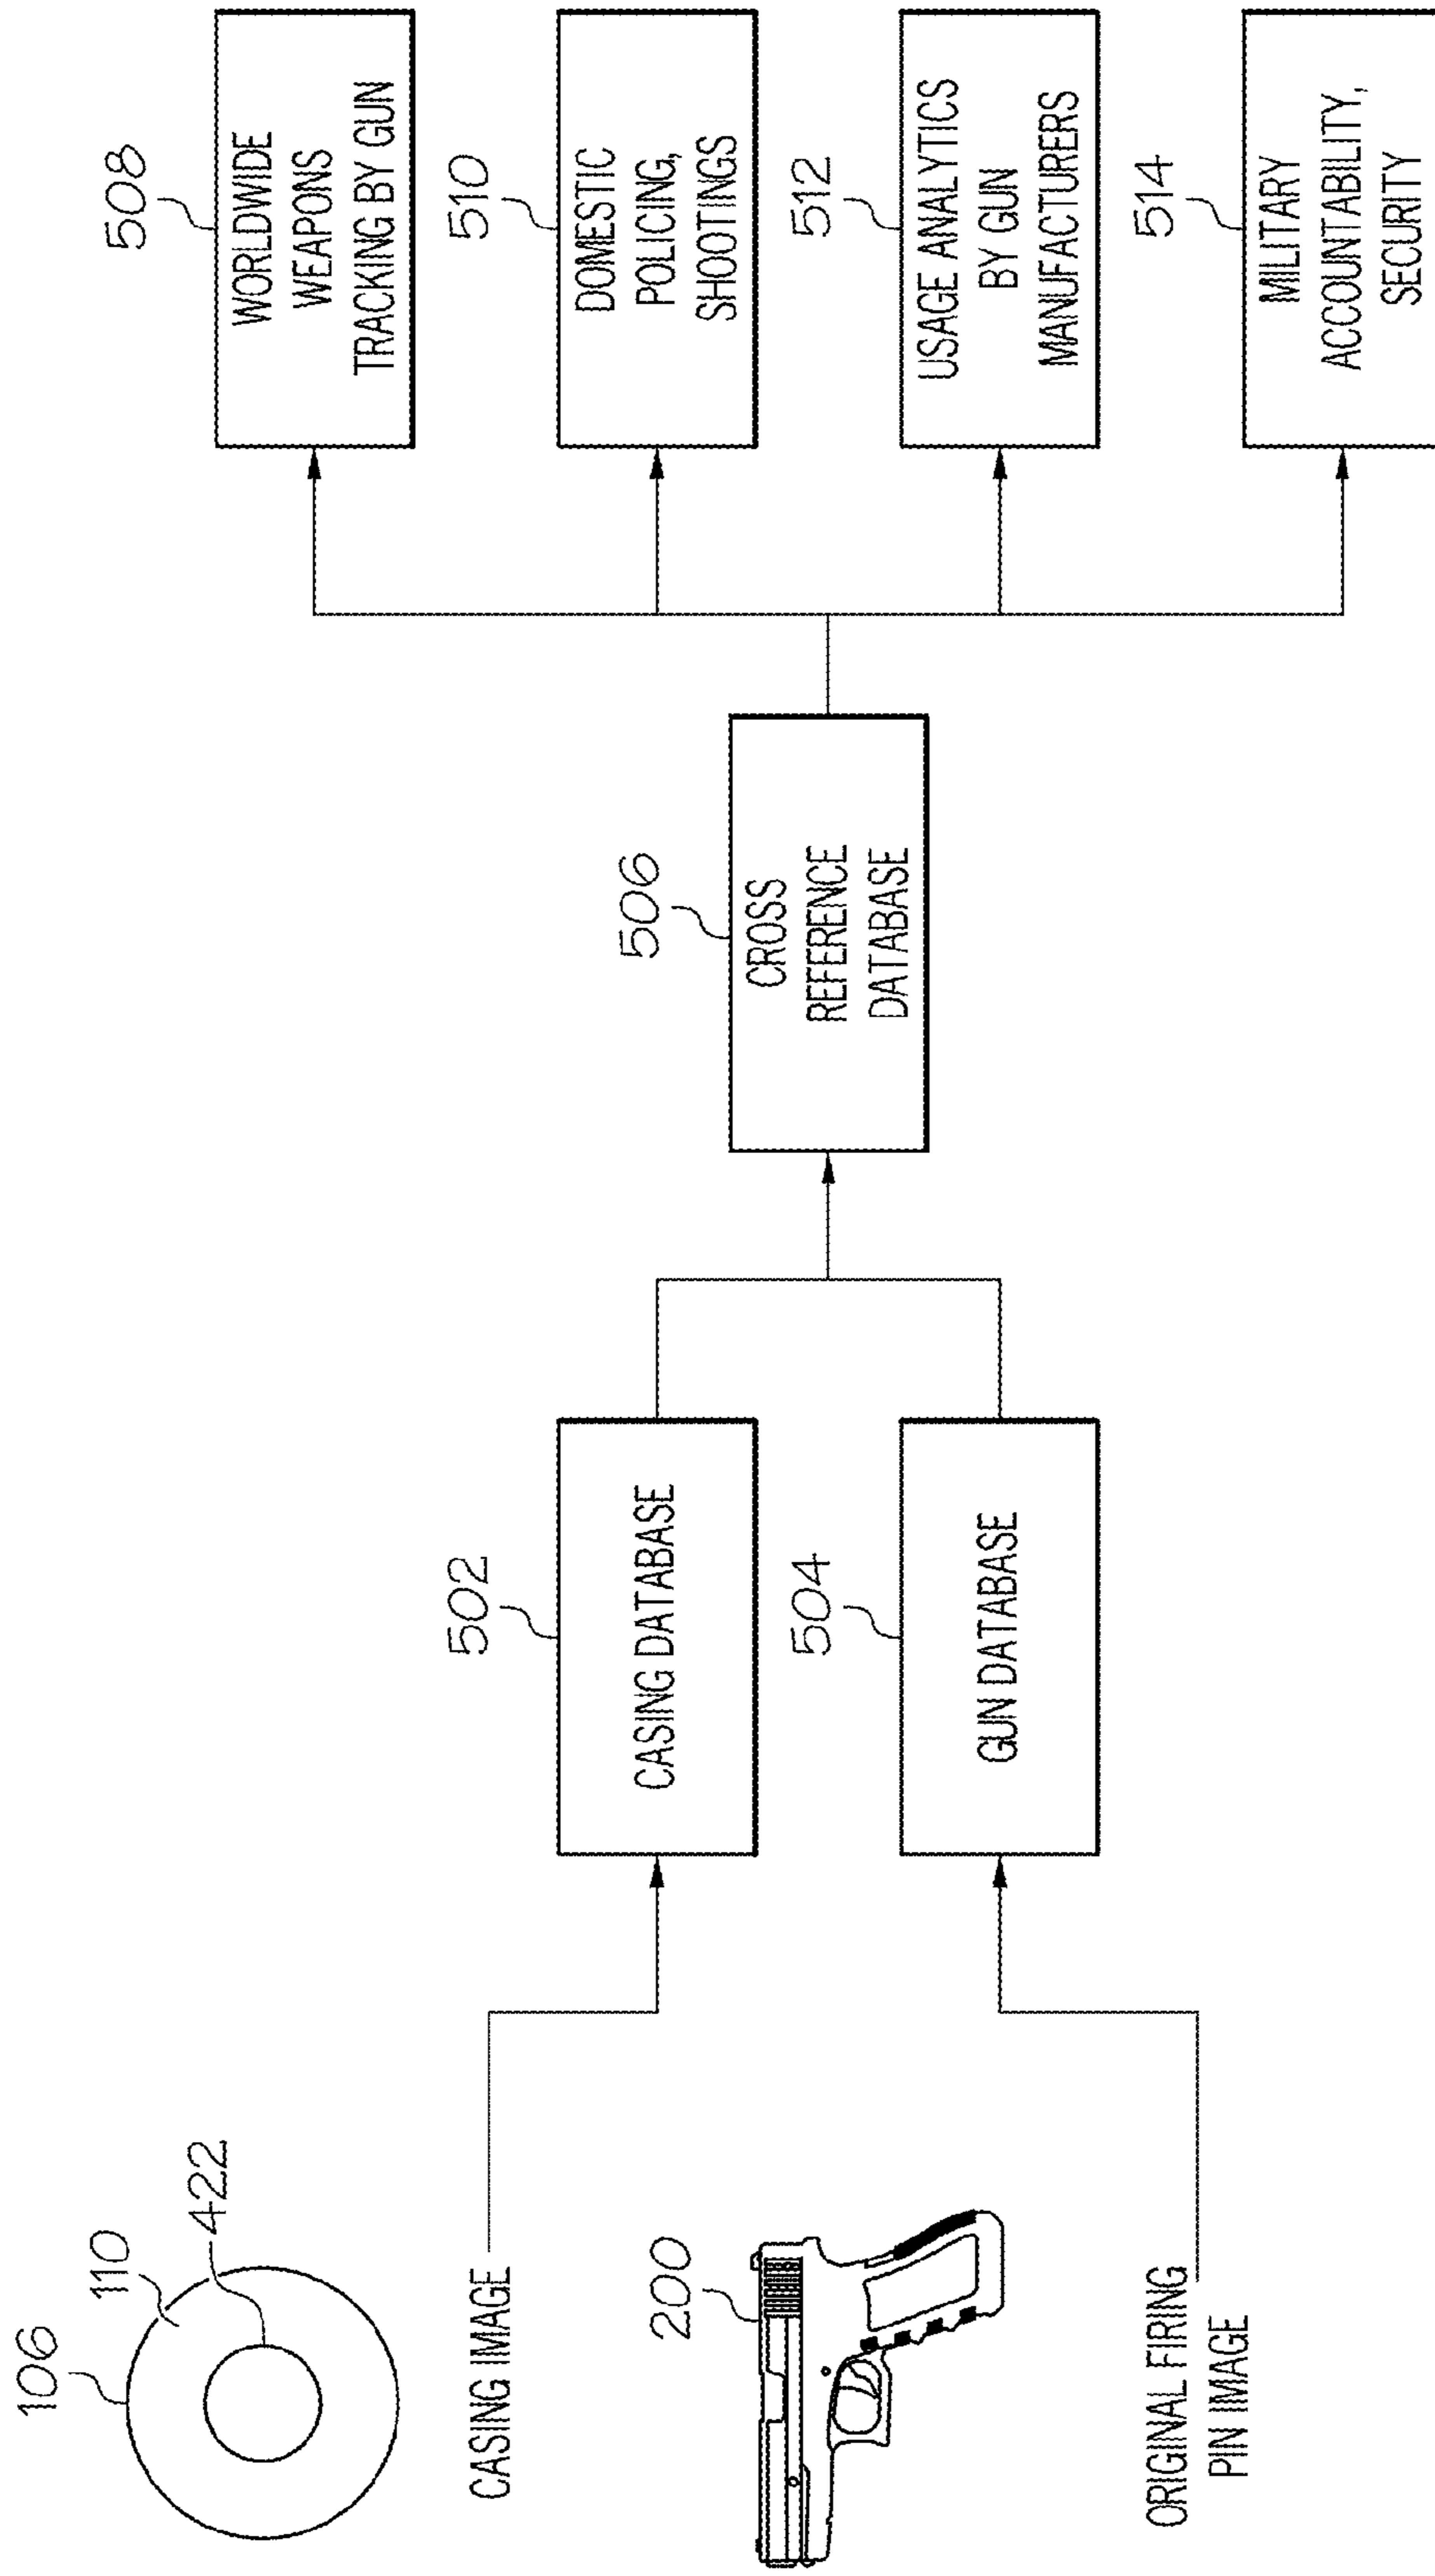 106
110
422
CASING IMAGE
200
ORIGINAL FIRING
PIN IMAGE
502
CASING DATABASE
504
GUN DATABASE
506
CROSS
REFERENCE
DATABASE
508
WORLDWIDE
WEAPONS
TRACKING BY GUN
510
DOMESTIC
POLICING,
SHOOTINGS
512
USAGE ANALYTICS
BY GUN
MANUFACTURERS
514
MILITARY
ACCOUNTABILITY,
SECURITY